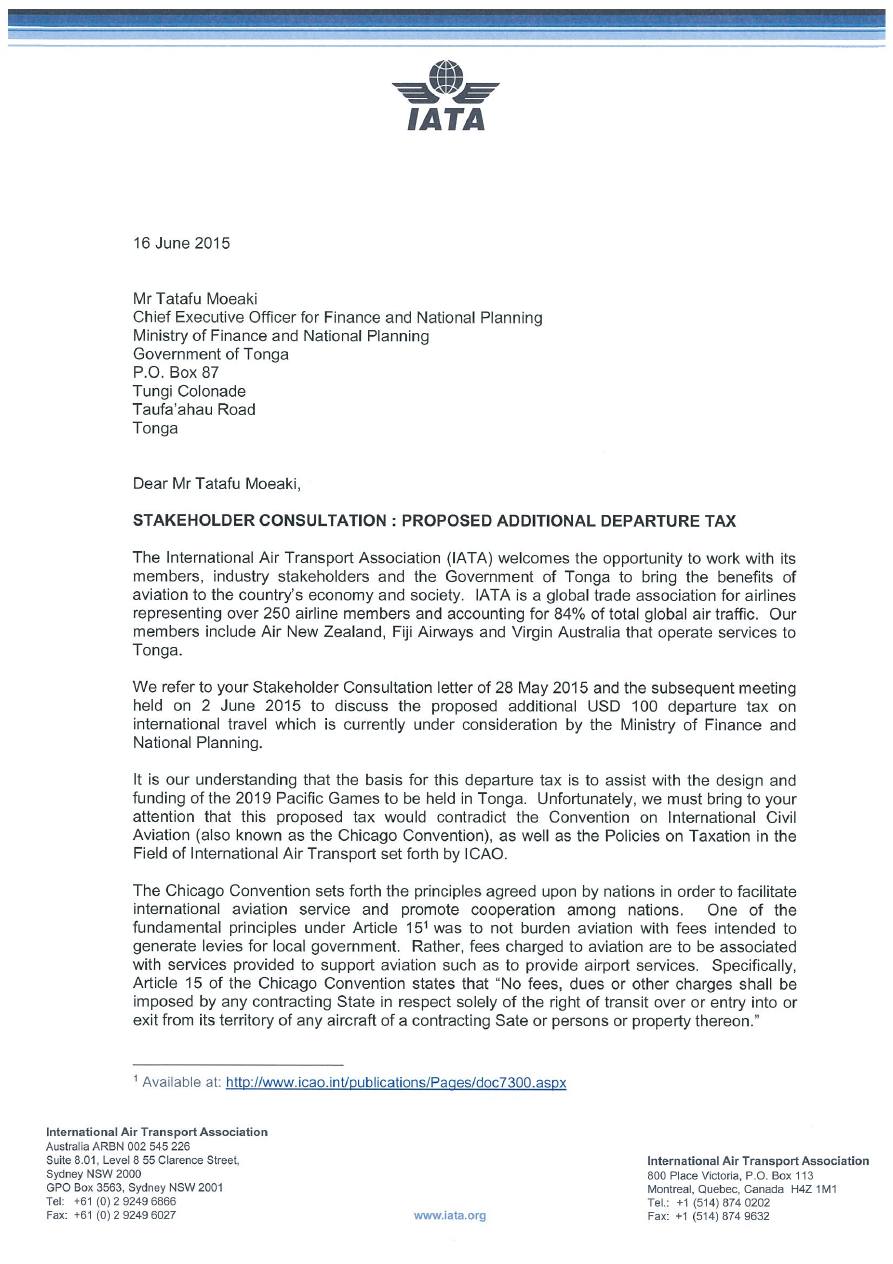 IATA
16 June 2015
Mr Tatafu Moeaki
Chief Executive Officer for Finance and National Planning
Ministry of Finance and National Planning
Government of Tonga
P.O. Box 87
Tungi Colonade
Taufa'ahau Road
Tonga
Dear Mr Tatafu Moeaki,
STAKEHOLDER CONSULTATION : PROPOSED ADDITIONAL DEPARTURE TAX
The International Air Transport Association (IATA) welcomes the opportunity to work with its
members, industry stakeholders and the Government of Tonga to bring the benefits of
aviation to the country's economy and society. IATA is a global trade association for airlines
representing over 250 airline members and accounting for 84% of total global air traffic. Our
members include Air New Zealand, Fiji Airways and Virgin Australia that operate services to
Tonga.
We refer to your Stakeholder Consultation letter of 28 May 2015 and the subsequent meeting
held on 2 June 2015 to discuss the proposed additional USD 100 departure tax on
international travel which is currently under consideration by the Ministry of Finance and
National Planning.
It is our understanding that the basis for this departure tax is to assist with the design and
funding of the 2019 Pacific Games to be held in Tonga. Unfortunately, we must bring to your
attention that this proposed tax would contradict the Convention on International Civil
Aviation (also known as the Chicago Convention), as well as the Policies on Taxation in the
Field of International Air Transport set forth by ICAO.
The Chicago Convention sets forth the principles agreed upon by nations in order to facilitate
international aviation service and promote cooperation among nations. One of the
fundamental principles under Article 15¹ was to not burden aviation with fees intended to
generate levies for local government. Rather, fees charged to aviation are to be associated
with services provided to support aviation such as to provide airport services. Specifically,
Article 15 of the Chicago Convention states that “No fees, dues or other charges shall be
imposed by any contracting State in respect solely of the right of transit over or entry into or
exit from its territory of any aircraft of a contracting Sate or persons or property thereon.”
¹ Available at: http://www.icao.int/publications/Pages/doc7300.aspx
International Air Transport Association
Australia ARBN 002 545 226
Suite 8.01, Level 8 55 Clarence Street,
Sydney NSW 2000
GPO Box 3563, Sydney NSW 2001
Tel: +61 (0) 2 9249 6866
Fax: +61 (0) 2 9249 6027
www.iata.org
International Air Transport Association
800 Place Victoria, P.O. Box 113
Montreal, Quebec, Canada H4Z 1M1
Tel.: +1 (514) 874 0202
Fax: +1 (514) 874 9632